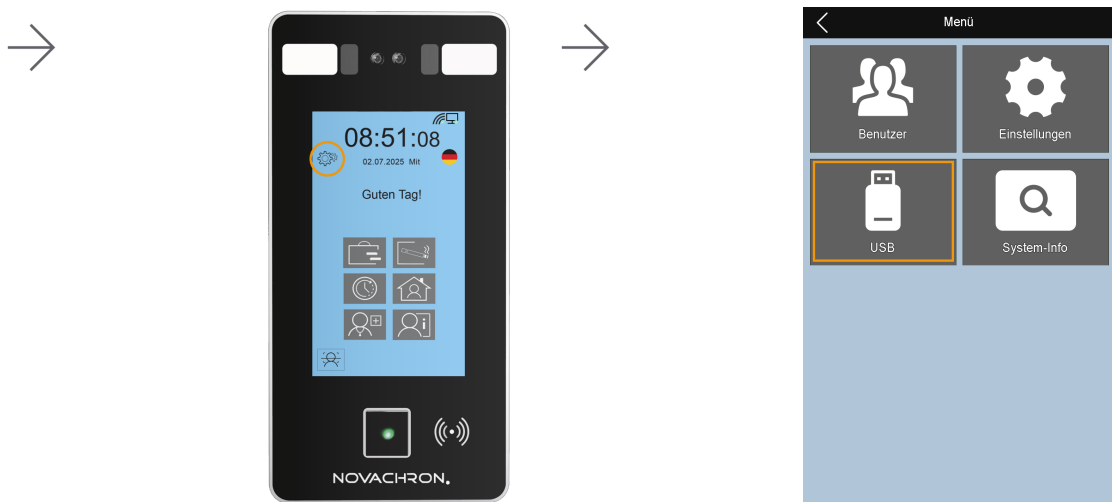 08:51:08
02.07.2025 Mit
Guten Tag!
NOVACHRON.
Menü
Benutzer
Einstellungen
USB
System-Info